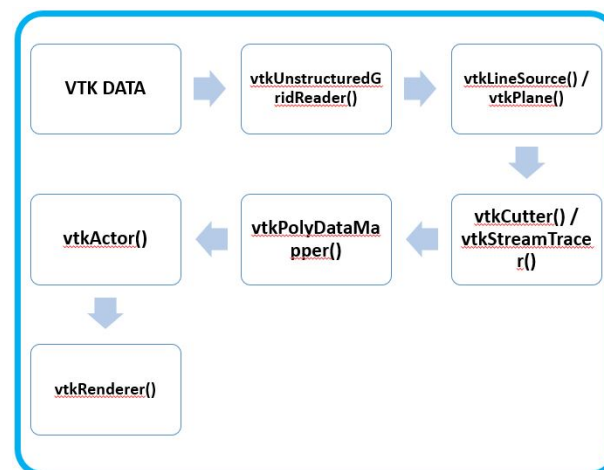 VTK DATA
vtkUnstructuredG
ridReader()
vtkLineSource() /
vtkPlane()
vtkCutter() /
vtkStreamTrace
r()
vtkPolyDataMa
pper()
vtkActor()
vtkRenderer()